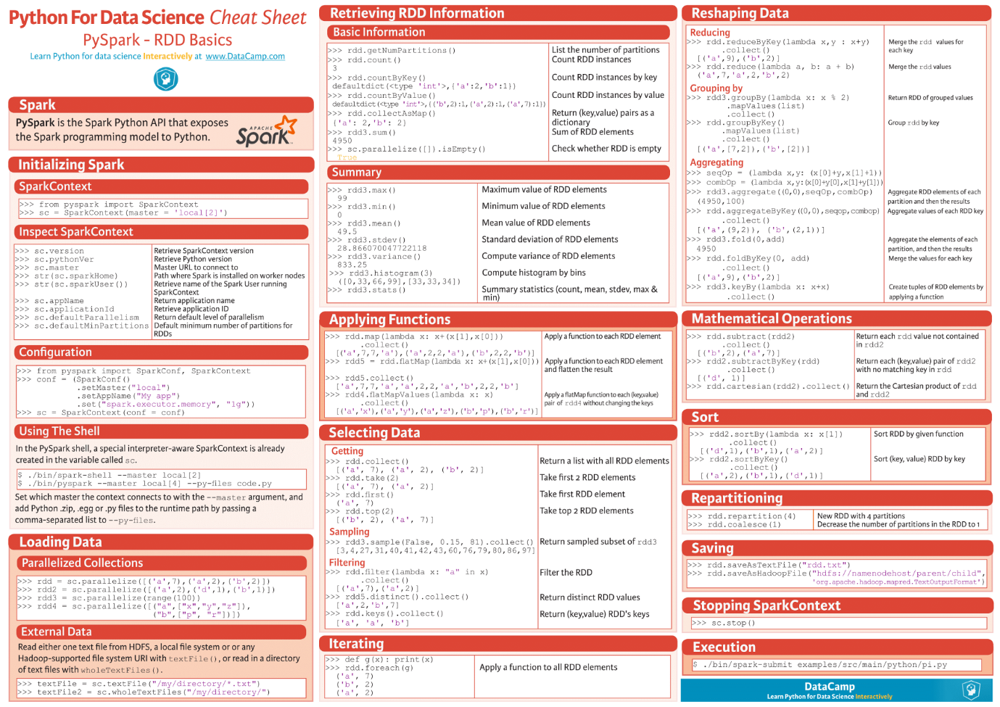 Python For Data Science Cheat Sheet
PySpark - RDD Basics
Learn Python for data science Interactively at www.DataCamp.com
Spark
PySpark is the Spark Python API that exposes
the Spark programming model to Python.
APACHE
Spark
Initializing Spark
SparkContext
>>> from pyspark import SparkContext
>>> sc = SparkContext(master = 'local[2]')
Inspect SparkContext
>>> sc.version Retrieve SparkContext version
>>> sc.pythonVer Retrieve Python version
>>> sc.master Master URL to connect to
>>> str(sc.sparkHome) Path where Spark is installed on worker nodes
>>> str(sc.sparkUser()) Retrieve name of the Spark User running
SparkContext
>>> sc.appName Return application name
>>> sc.applicationId Retrieve application ID
>>> sc.defaultParallelism Return default level of parallelism
>>> sc.defaultMinPartitions Default minimum number of partitions for
RDDs
Configuration
>>> from pyspark import SparkConf, SparkContext
>>> conf = (SparkConf()
.setMaster("local")
.setAppName("My app")
.set("spark.executor.memory", "1g"))
>>> sc = SparkContext(conf = conf)
Using The Shell
In the PySpark shell, a special interpreter-aware SparkContext is already
created in the variable called sc.
$ ./bin/spark-shell --master local[2]
$ ./bin/pyspark --master local[4] --py-files code.py
Set which master the context connects to with the --master argument, and
add Python .zip, .egg or .py files to the runtime path by passing a
comma-separated list to --py-files.
Loading Data
Parallelized Collections
>>> rdd = sc.parallelize([('a',7),('a',2),('b',2)])
>>> rdd2 = sc.parallelize([('a',2),('d',1),('b',1)])
>>> rdd3 = sc.parallelize(range(100))
>>> rdd4 = sc.parallelize([("a",["x","y","z"]),
("b",["p", "r"])])
External Data
Read either one text file from HDFS, a local file system or or any
Hadoop-supported file system URI with textFile(), or read in a directory
of text files with wholeTextFiles().
>>> textFile = sc.textFile("/my/directory/*.txt")
>>> textFile2 = sc.wholeTextFiles("/my/directory/")
Retrieving RDD Information
Basic Information
>>> rdd.getNumPartitions() List the number of partitions
>>> rdd.count() Count RDD instances
3
>>> rdd.countByKey() Count RDD instances by key
defaultdict(<type 'int'>,{'a':2,'b':1})
>>> rdd.countByValue() Count RDD instances by value
defaultdict(<type 'int'>,{('b',2):1,('a',2):1,('a',7):1})
>>> rdd.collectAsMap() Return (key,value) pairs as a
{'a': 2,'b': 2} dictionary
>>> rdd3.sum() Sum of RDD elements
4950
>>> sc.parallelize([]).isEmpty() Check whether RDD is empty
True
Summary
>>> rdd3.max() Maximum value of RDD elements
99
>>> rdd3.min() Minimum value of RDD elements
0
>>> rdd3.mean() Mean value of RDD elements
49.5
>>> rdd3.stdev() Standard deviation of RDD elements
28.866070047722118
>>> rdd3.variance() Compute variance of RDD elements
833.25
>>> rdd3.histogram(3) Compute histogram by bins
([0,33,66,99],[33,33,34])
>>> rdd3.stats() Summary statistics (count, mean, stdev, max &
min)
Applying Functions
>>> rdd.map(lambda x: x+(x[1],x[0])) Apply a function to each RDD element
.collect()
[('a',7,7,'a'),('a',2,2,'a'),('b',2,2,'b')]
>>> rdd5 = rdd.flatMap(lambda x: x+(x[1],x[0])) Apply a function to each RDD element
and flatten the result
>>> rdd5.collect()
['a',7,7,'a','a',2,2,'a','b',2,2,'b']
>>> rdd4.flatMapValues(lambda x: x) Apply a flatMap function to each (key,value)
.collect() pair of rdd4 without changing the keys
[('a','x'),('a','y'),('a','z'),('b','p'),('b','r')]
Selecting Data
Getting
>>> rdd.collect() Return a list with all RDD elements
[('a', 7), ('a', 2), ('b', 2)]
>>> rdd.take(2) Take first 2 RDD elements
[('a', 7), ('a', 2)]
>>> rdd.first() Take first RDD element
('a', 7)
>>> rdd.top(2) Take top 2 RDD elements
[('b', 2), ('a', 7)]
Sampling
>>> rdd3.sample(False, 0.15, 81).collect() Return sampled subset of rdd3
[3,4,27,31,40,41,42,43,60,76,79,80,86,97]
Filtering
>>> rdd.filter(lambda x: "a" in x) Filter the RDD
.collect()
[('a',7),('a',2)]
>>> rdd5.distinct().collect() Return distinct RDD values
['a',2,'b',7]
>>> rdd.keys().collect() Return (key,value) RDD's keys
['a', 'a', 'b']
Iterating
>>> def g(x): print(x)
>>> rdd.foreach(g) Apply a function to all RDD elements
('a', 7)
('b', 2)
('a', 2)
Reshaping Data
Reducing
>>> rdd.reduceByKey(lambda x,y : x+y) Merge the rdd values for
.collect() each key
[('a',9),('b',2)]
>>> rdd.reduce(lambda a, b: a + b) Merge the rdd values
('a',7,'a',2,'b',2)
Grouping by
>>> rdd3.groupBy(lambda x: x % 2) Return RDD of grouped values
.mapValues(list)
.collect()
>>> rdd.groupByKey() Group rdd by key
.mapValues(list)
.collect()
[('a',[7,2]),('b',[2])]
Aggregating
>>> seqOp = (lambda x,y: (x[0]+y,x[1]+1))
>>> combOp = (lambda x,y:(x[0]+y[0],x[1]+y[1]))
>>> rdd3.aggregate((0,0),seqOp,combOp) Aggregate RDD elements of each
(4950,100) partition and then the results
>>> rdd.aggregateByKey((0,0),seqop,combop) Aggregate values of each RDD key
.collect()
[('a',(9,2)), ('b',(2,1))]
>>> rdd3.fold(0,add) Aggregate the elements of each
4950 partition, and then the results
>>> rdd.foldByKey(0, add) Merge the values for each key
.collect()
[('a',9),('b',2)]
>>> rdd3.keyBy(lambda x: x+x) Create tuples of RDD elements by
.collect() applying a function
Mathematical Operations
>>> rdd.subtract(rdd2) Return each rdd value not contained
.collect() in rdd2
[('b',2),('a',7)]
>>> rdd2.subtractByKey(rdd) Return each (key,value) pair of rdd2
.collect() with no matching key in rdd
[('d', 1)]
>>> rdd.cartesian(rdd2).collect() Return the Cartesian product of rdd
and rdd2
Sort
>>> rdd2.sortBy(lambda x: x[1]) Sort RDD by given function
.collect()
[('d',1),('b',1),('a',2)]
>>> rdd2.sortByKey() Sort (key, value) RDD by key
.collect()
[('a',2),('b',1),('d',1)]
Repartitioning
>>> rdd.repartition(4) New RDD with 4 partitions
>>> rdd.coalesce(1) Decrease the number of partitions in the RDD to 1
Saving
>>> rdd.saveAsTextFile("rdd.txt")
>>> rdd.saveAsHadoopFile("hdfs://namenodehost/parent/child",
'org.apache.hadoop.mapred.TextOutputFormat')
Stopping SparkContext
>>> sc.stop()
Execution
$ ./bin/spark-submit examples/src/main/python/pi.py
DataCamp
Learn Python for Data Science Interactively